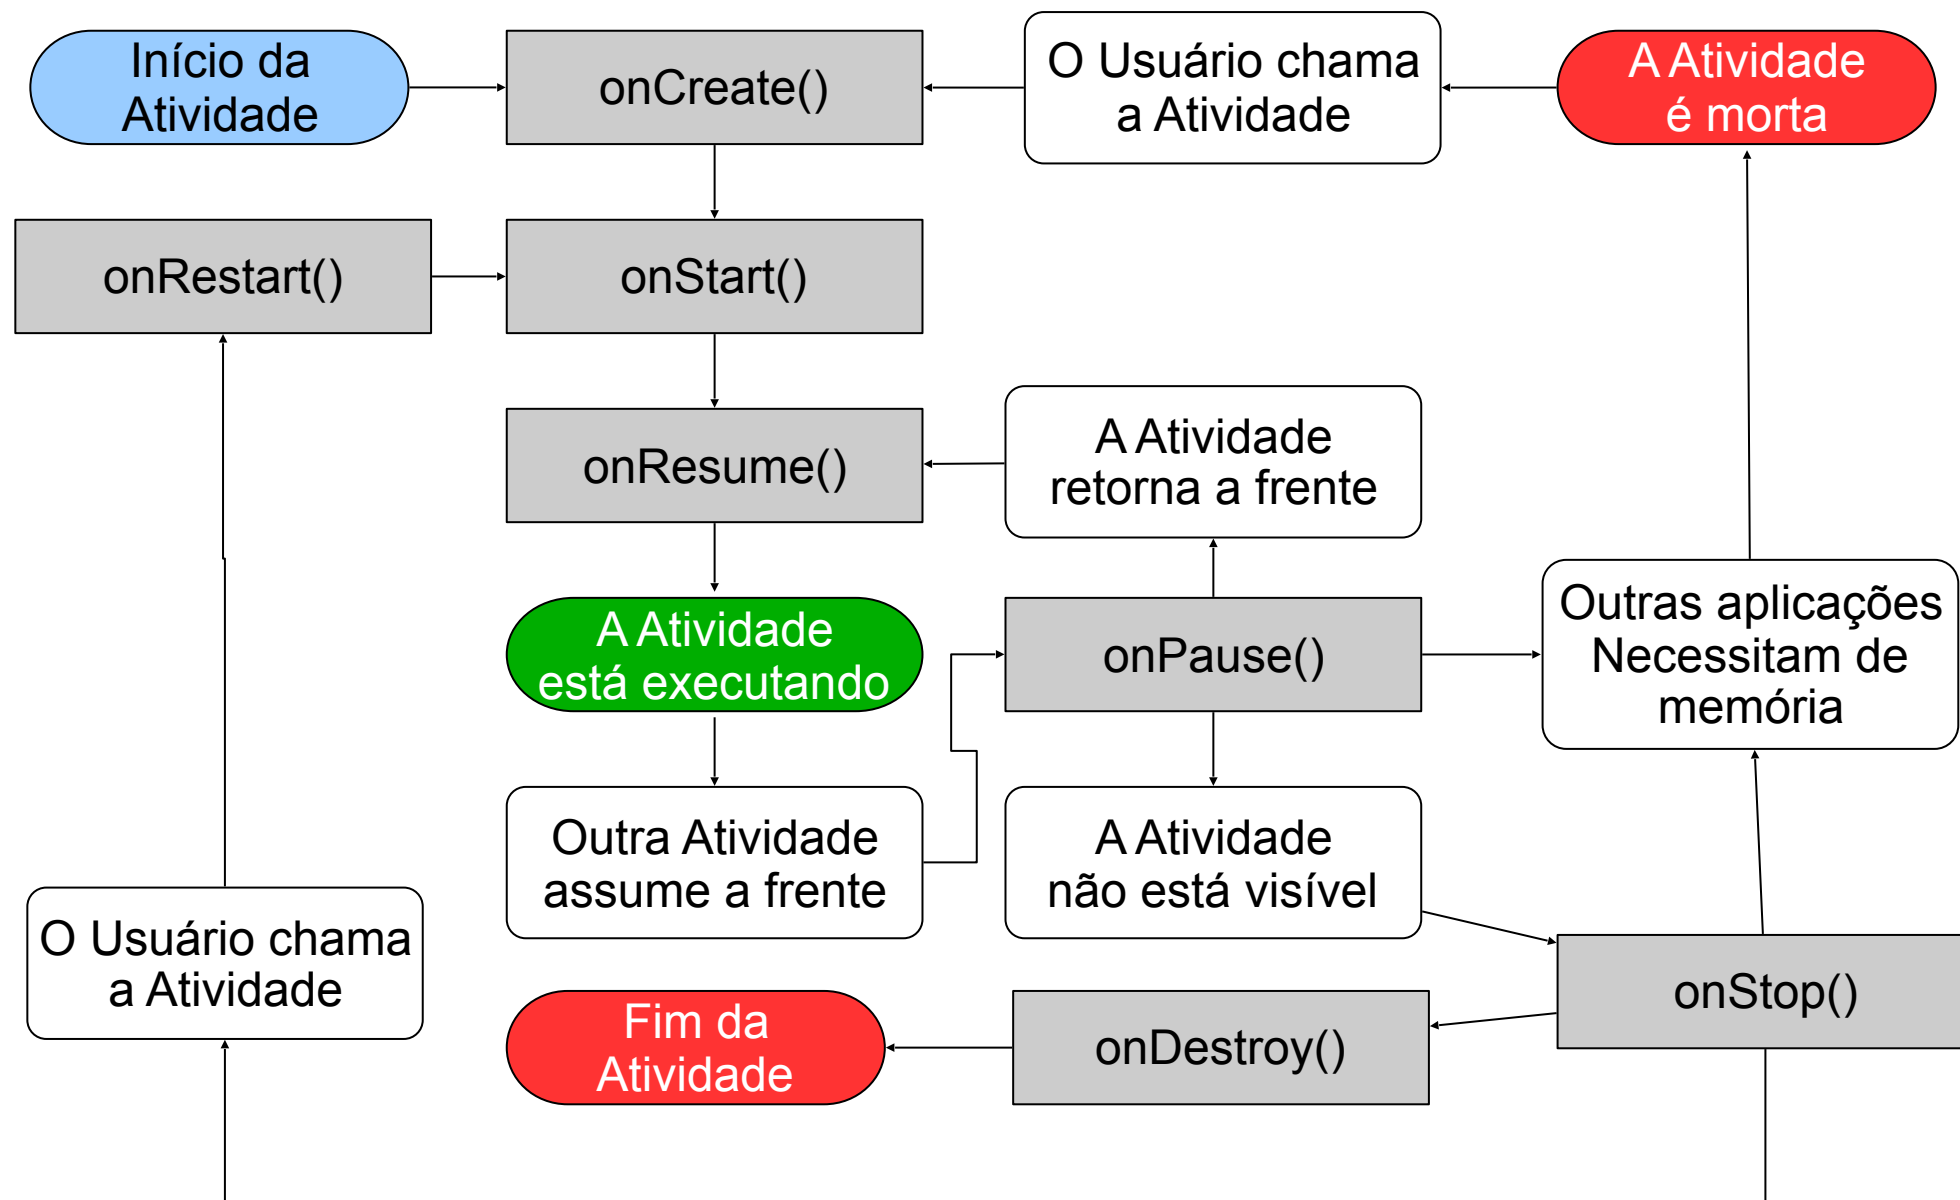 Início da
Atividade
onCreate()
O Usuário chama
a Atividade
A Atividade
é morta
onRestart()
onStart()
onResume()
A Atividade
retorna a frente
A Atividade
está executando
onPause()
Outras aplicações
Necessitam de
memória
Outra Atividade
assume a frente
A Atividade
não está visível
O Usuário chama
a Atividade
onStop()
Fim da
Atividade
onDestroy()